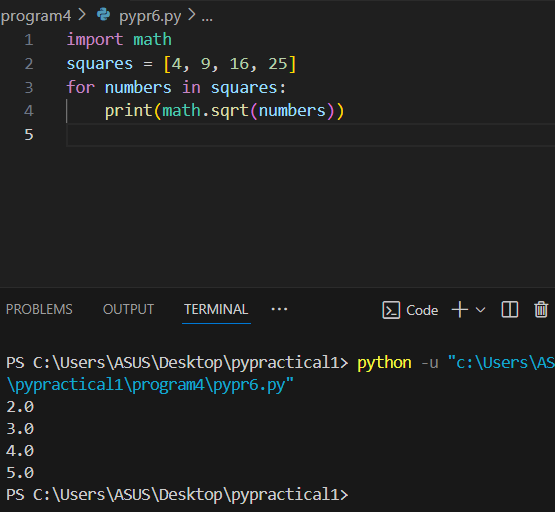 program4 > pypr6.py > ...
1 import math
2 squares = [4, 9, 16, 25]
3 for numbers in squares:
4     print(math.sqrt(numbers))
5
PROBLEMS OUTPUT TERMINAL ... Code
PS C:\Users\ASUS\Desktop\pypractical1> python -u "c:\Users\AS
\pypractical1\program4\pypr6.py"
2.0
3.0
4.0
5.0
PS C:\Users\ASUS\Desktop\pypractical1>